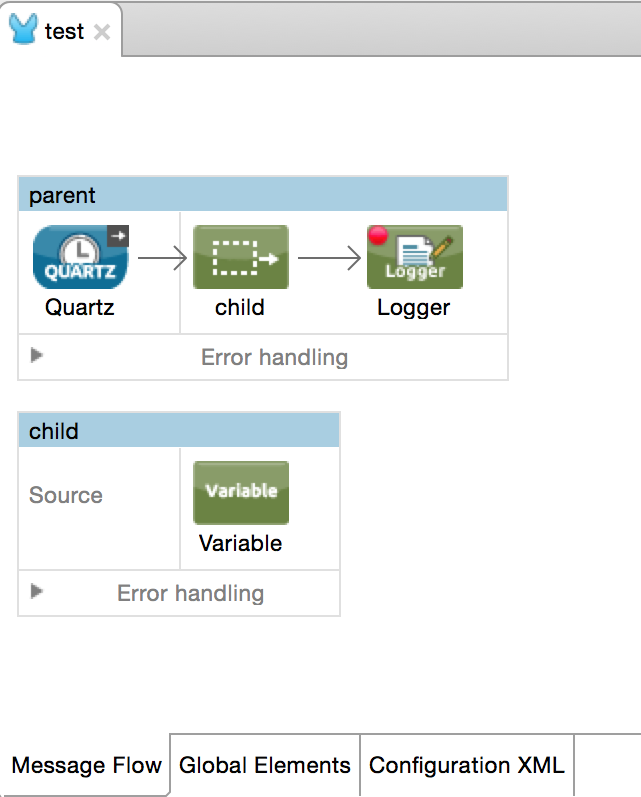 test
parent
QUARTZ
Logger
Quartz
child
Logger
Error handling
child
Source
Variable
Variable
Error handling
Message Flow
Global Elements
Configuration XML